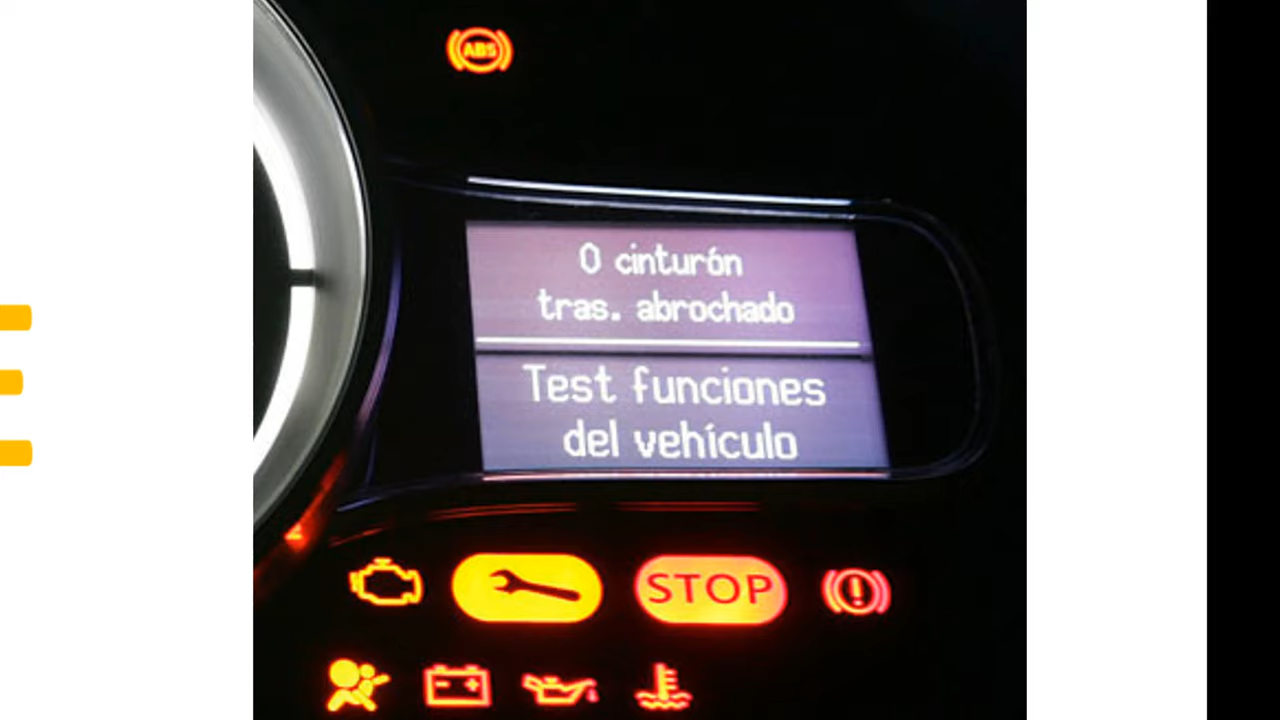 ABS
0 cinturón
tras. abrochado
Test funciones
del vehículo
STOP